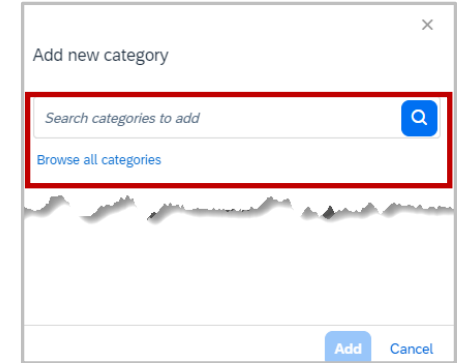 Add new category
Search categories to add
Browse all categories
Add Cancel